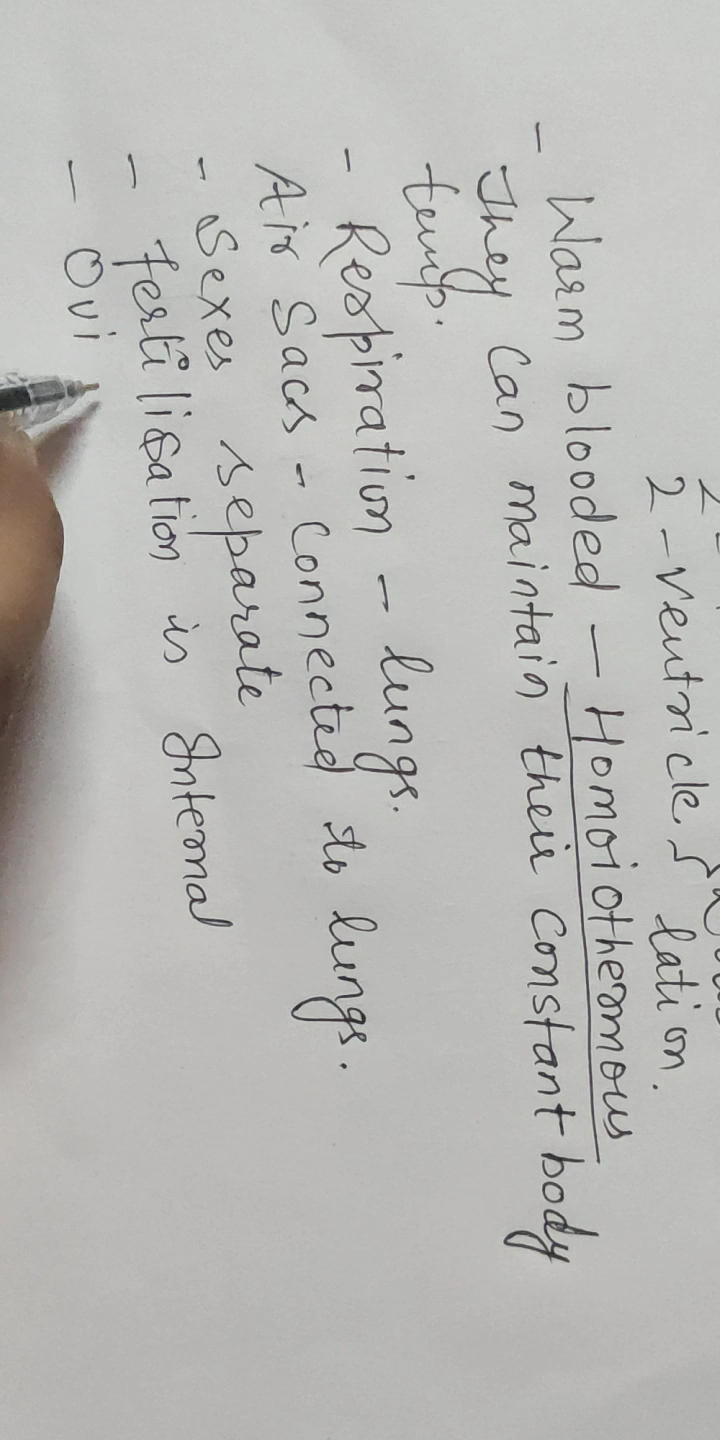 2 - Ventricle } lation.
- Warm blooded - Homoiothermous
They can maintain their constant body
temp.
- Respiration - lungs.
Air Sacs - Connected to lungs.
- Sexes separate
- fertilisation is Internal
- Ovi